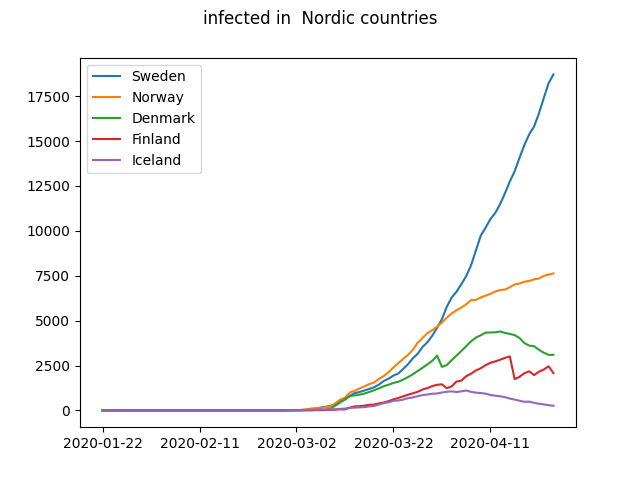 infected in  Nordic countries
Sweden
Norway
Denmark
Finland
Iceland
17500
15000
12500
10000
7500
5000
2500
0
2020-01-22
2020-02-11
2020-03-02
2020-03-22
2020-04-11